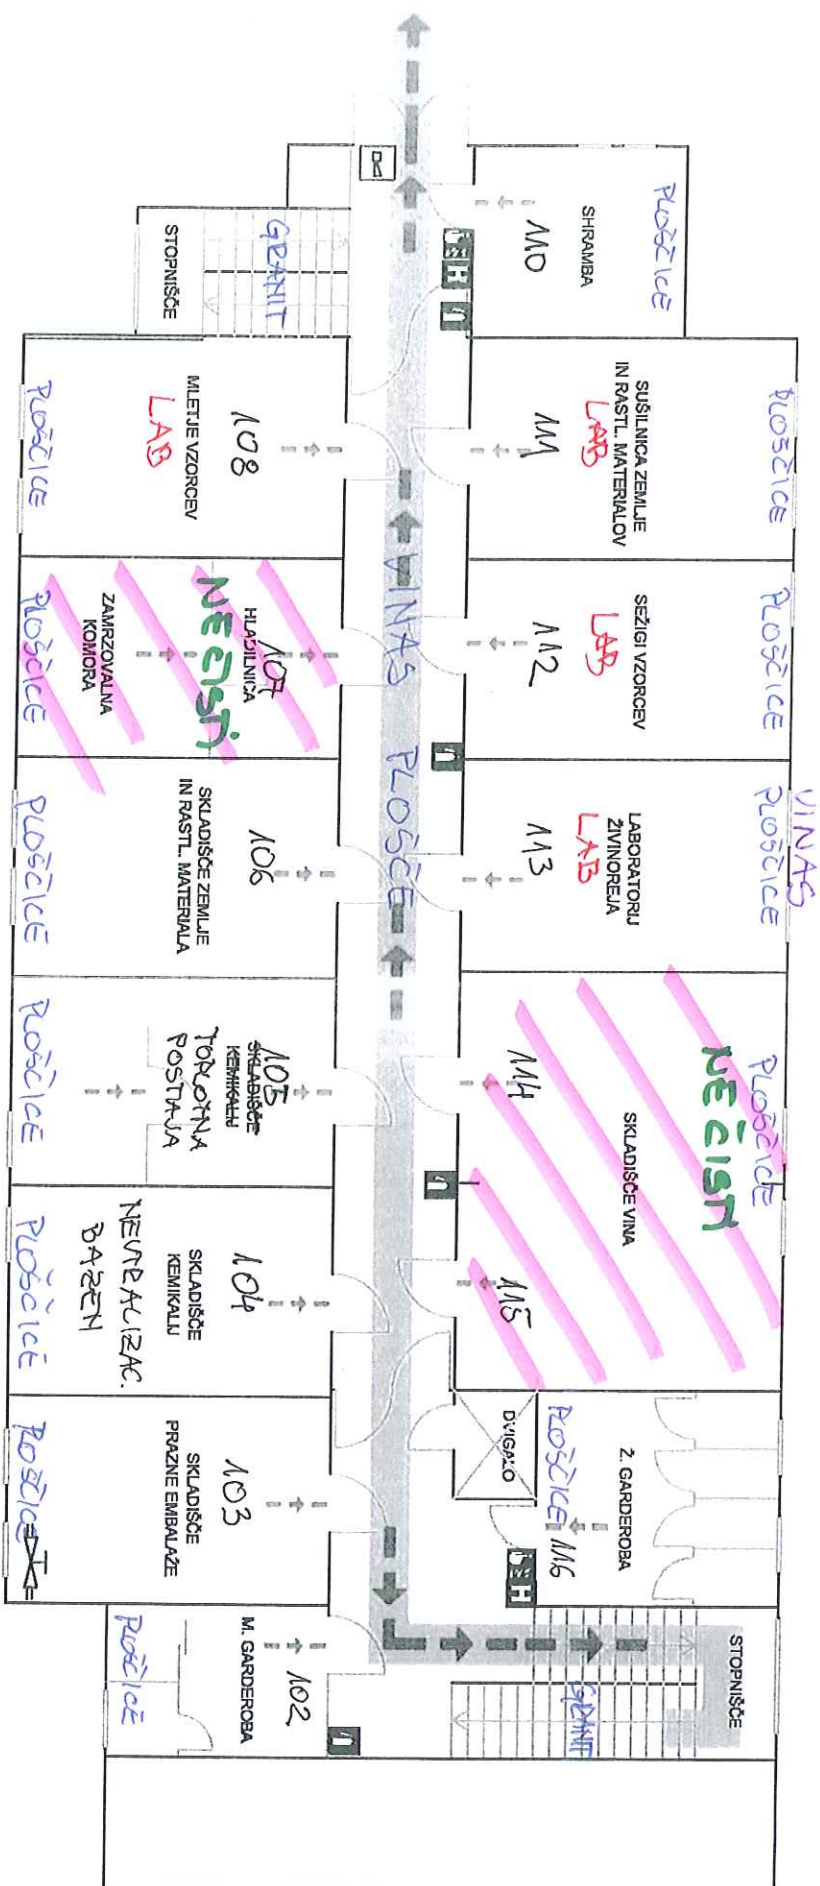 PLOŠČICE
SHRAMBA
110
H
GRANIT
STOPNIŠČE
PLOŠČICE
SUŠILNICA ZEMLJE
IN RASTL. MATERIALOV
LAB
111
108
MLETJE VZORCEV
LAB
PLOŠČICE
PLOŠČICE
SEŽIGI VZORCEV
LAB
112
VINAS PLOŠČE
107
HLADILNICA
NE ČISTI
ZAMRZOVALNA
KOMORA
PLOŠČICE
VINAS
PLOŠČICE
LABORATORIJ
ŽIVINOREJA
LAB
113
106
SKLADIŠČE ZEMLJE
IN RASTL. MATERIALA
PLOŠČICE
PLOŠČICE
NE ČISTI
SKLADIŠČE VINA
114
115
105
SKLADIŠČE
KEMIKALIJ
TOPLOTNA
POSTAJA
PLOŠČICE
104
SKLADIŠČE
KEMIKALIJ
NEVTRALIZAC.
BAZEN
PLOŠČICE
Ž. GARDEROBA
PLOŠČICE
116
DVIGALO
H
103
SKLADIŠČE
PRAZNE EMBALAŽE
PLOŠČICE
STOPNIŠČE
GRANIT
102
M. GARDEROBA
PLOŠČICE